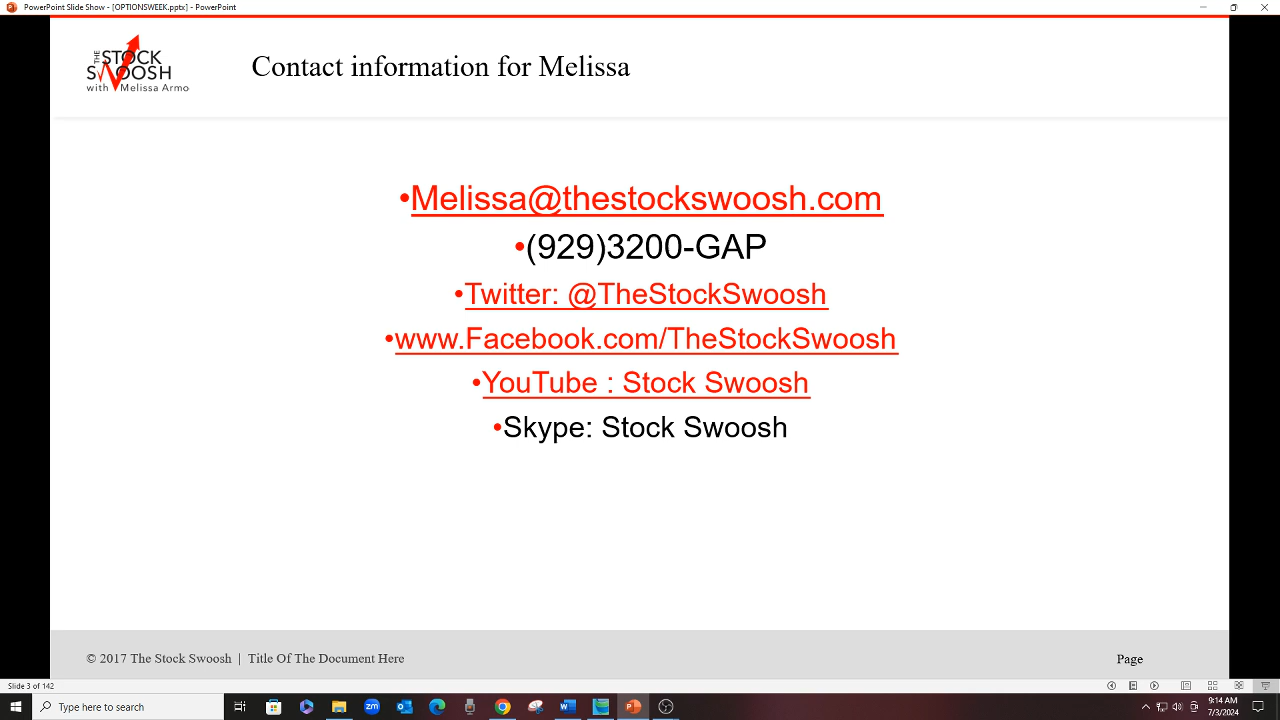 PowerPoint Slide Show - [OPTIONSWEEK.pptx] - PowerPoint
THE STOCK
SWOOSH
with Melissa Armo
Contact information for Melissa
•Melissa@thestockswoosh.com
•(929)3200-GAP
•Twitter: @TheStockSwoosh
•www.Facebook.com/TheStockSwoosh
•YouTube : Stock Swoosh
•Skype: Stock Swoosh
© 2017 The Stock Swoosh | Title Of The Document Here
Page
Slide 3 of 142
Type here to search
zm
9:14 AM
7/3/2024